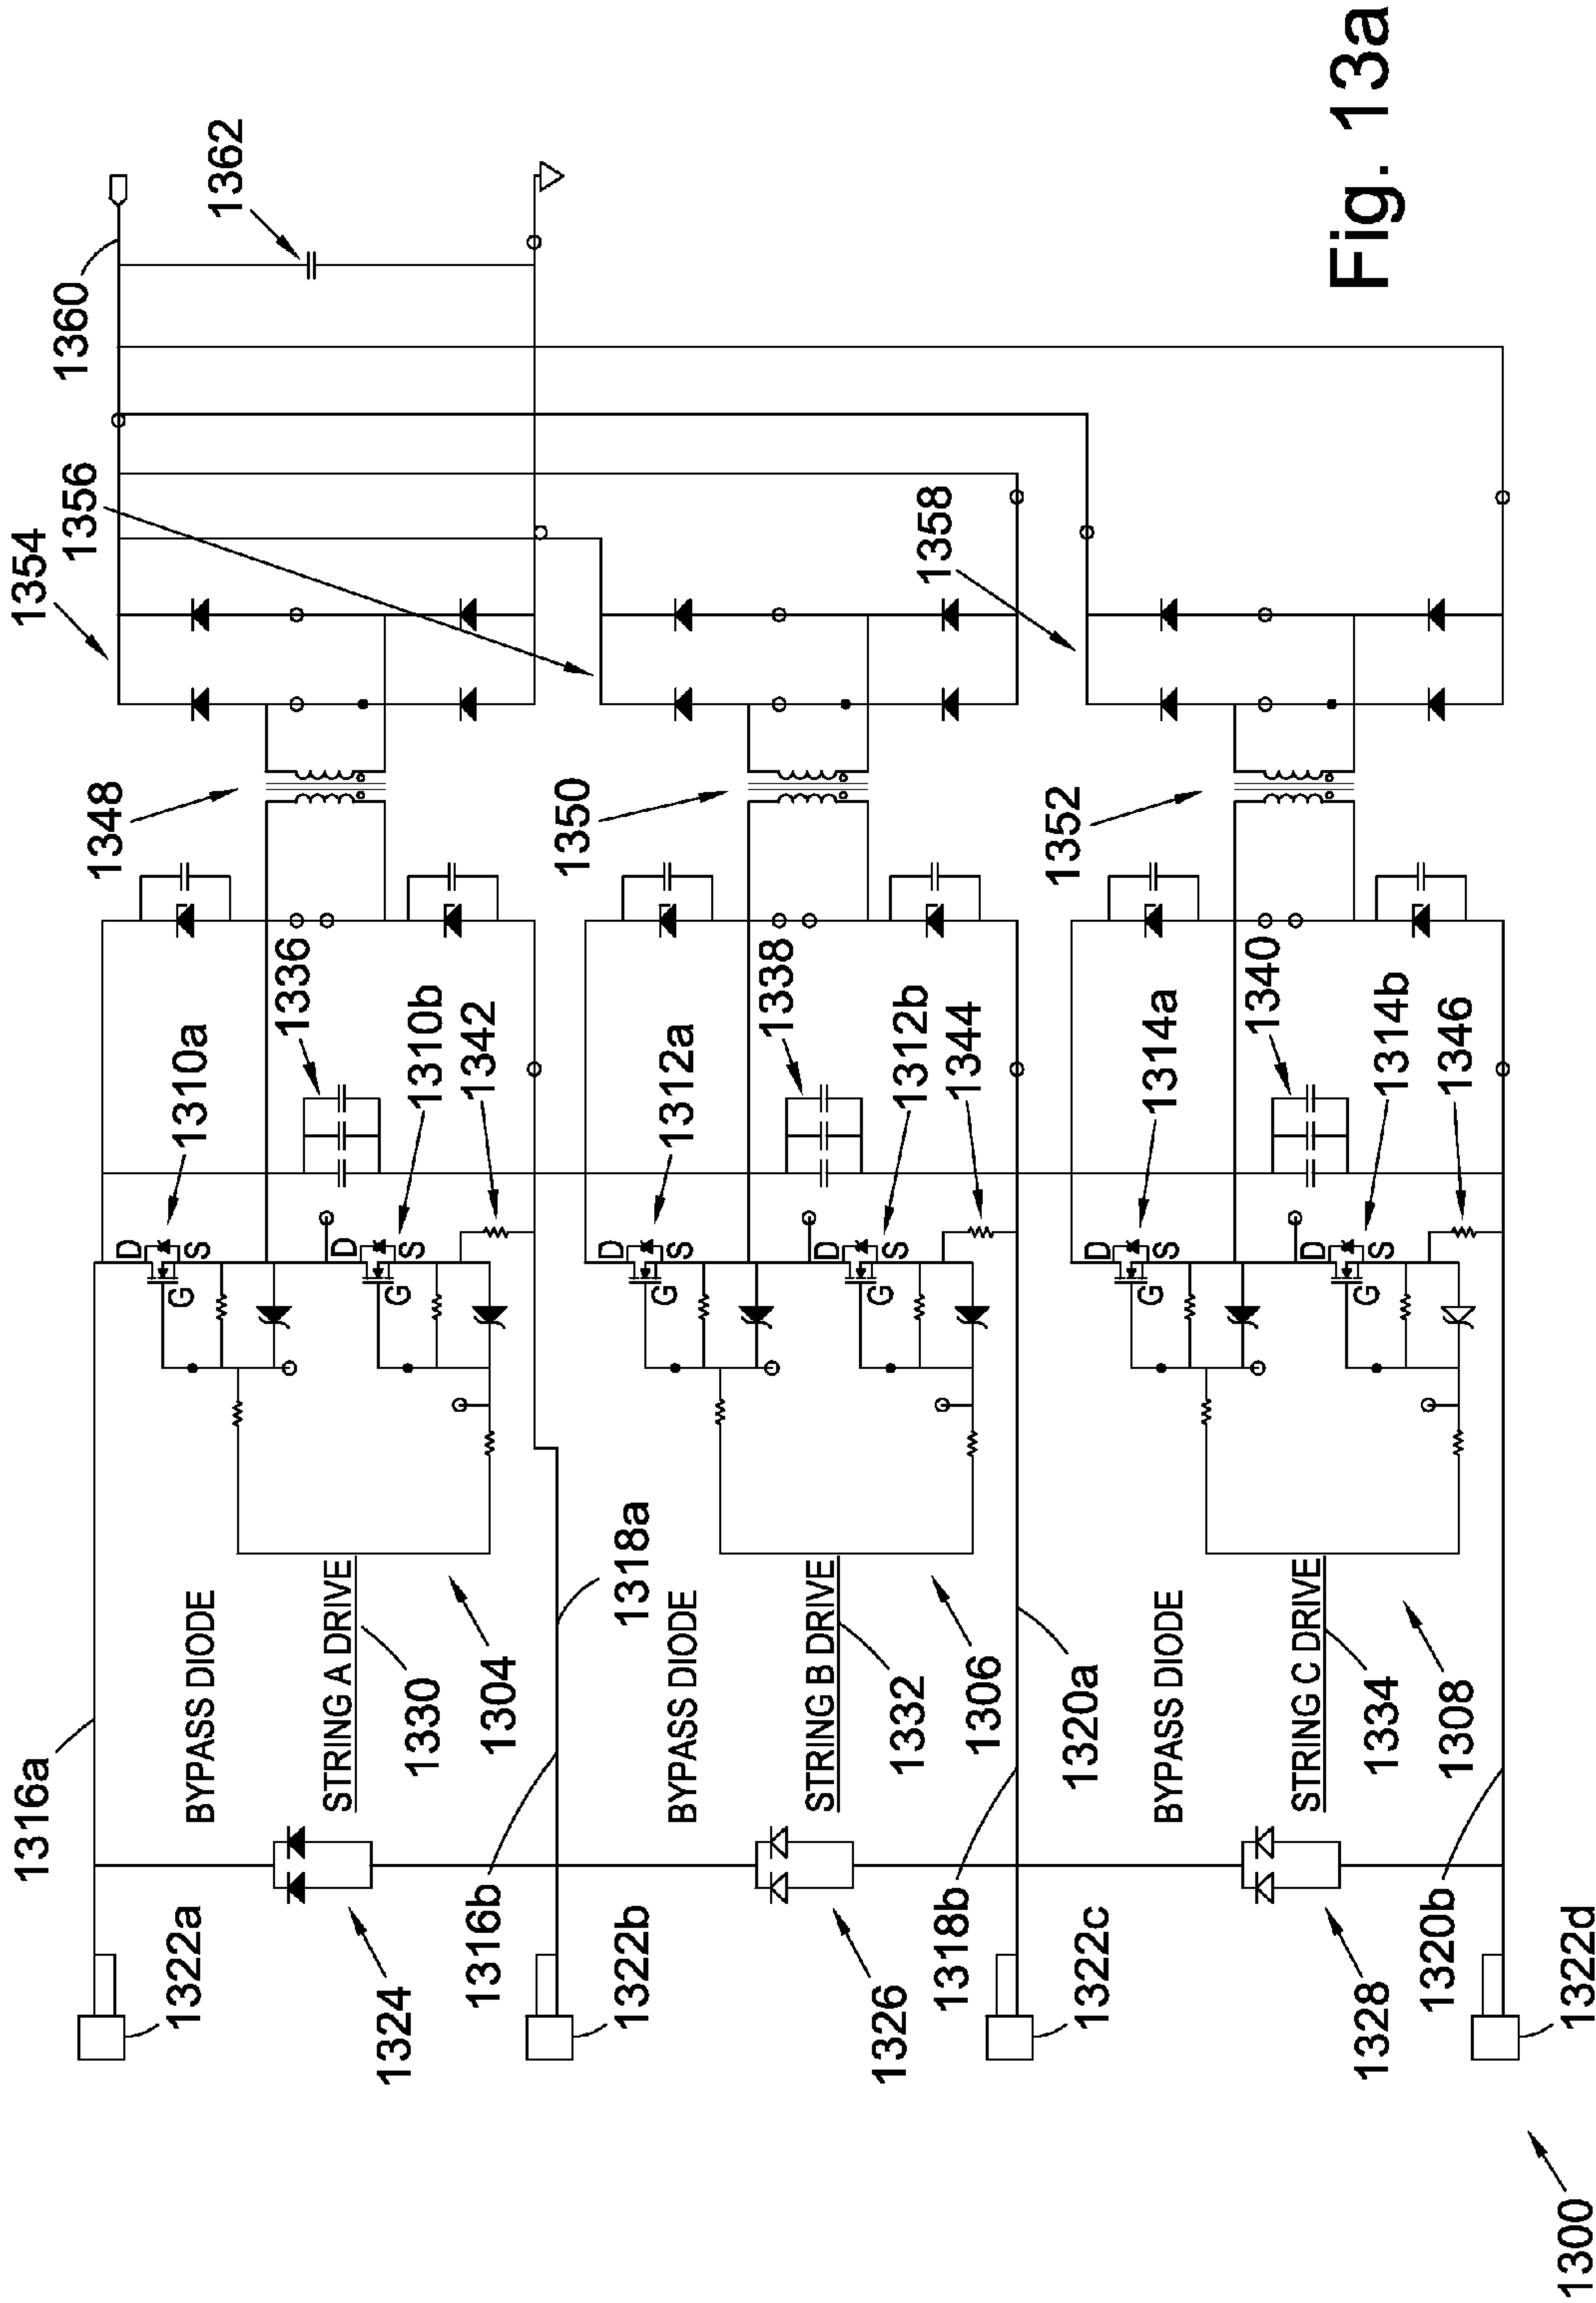 Fig. 13a
1300
1316a
1360
1362
1354
1356
1358
1348
1350
1352
1336
1338
1340
1310a
1310b
1342
1312a
1312b
1344
1314a
1314b
1346
D
S
G
D
S
G
D
S
G
D
S
G
D
S
G
D
S
G
BYPASS DIODE
STRING A DRIVE
1330
1304
1318a
BYPASS DIODE
STRING B DRIVE
1332
1306
1320a
BYPASS DIODE
STRING C DRIVE
1334
1308
1322a
1324
1316b
1322b
1326
1318b
1322c
1328
1320b
1322d